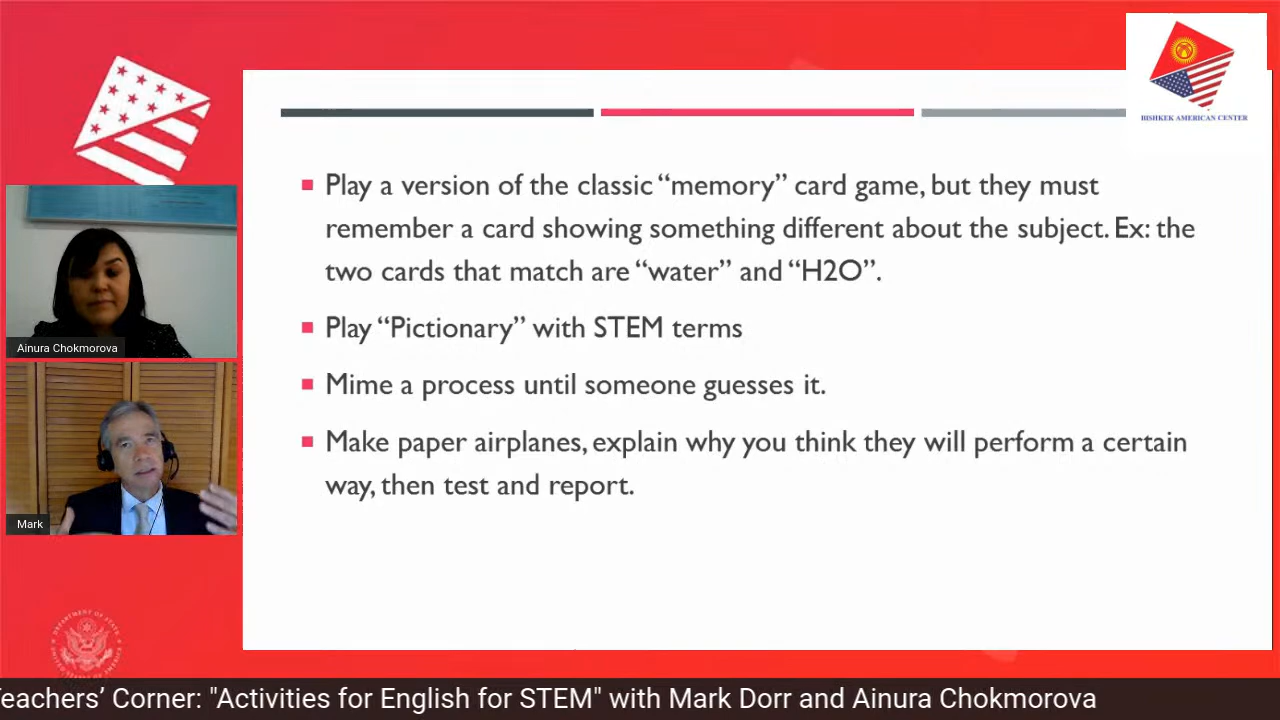 BISHKEK AMERICAN CENTER
Play a version of the classic “memory” card game, but they must
remember a card showing something different about the subject. Ex: the
two cards that match are “water” and “H2O”.
Play “Pictionary” with STEM terms
Mime a process until someone guesses it.
Make paper airplanes, explain why you think they will perform a certain
way, then test and report.
Ainura Chokmorova
Mark
DEPARTMENT OF STATE
Teachers’ Corner: "Activities for English for STEM" with Mark Dorr and Ainura Chokmorova